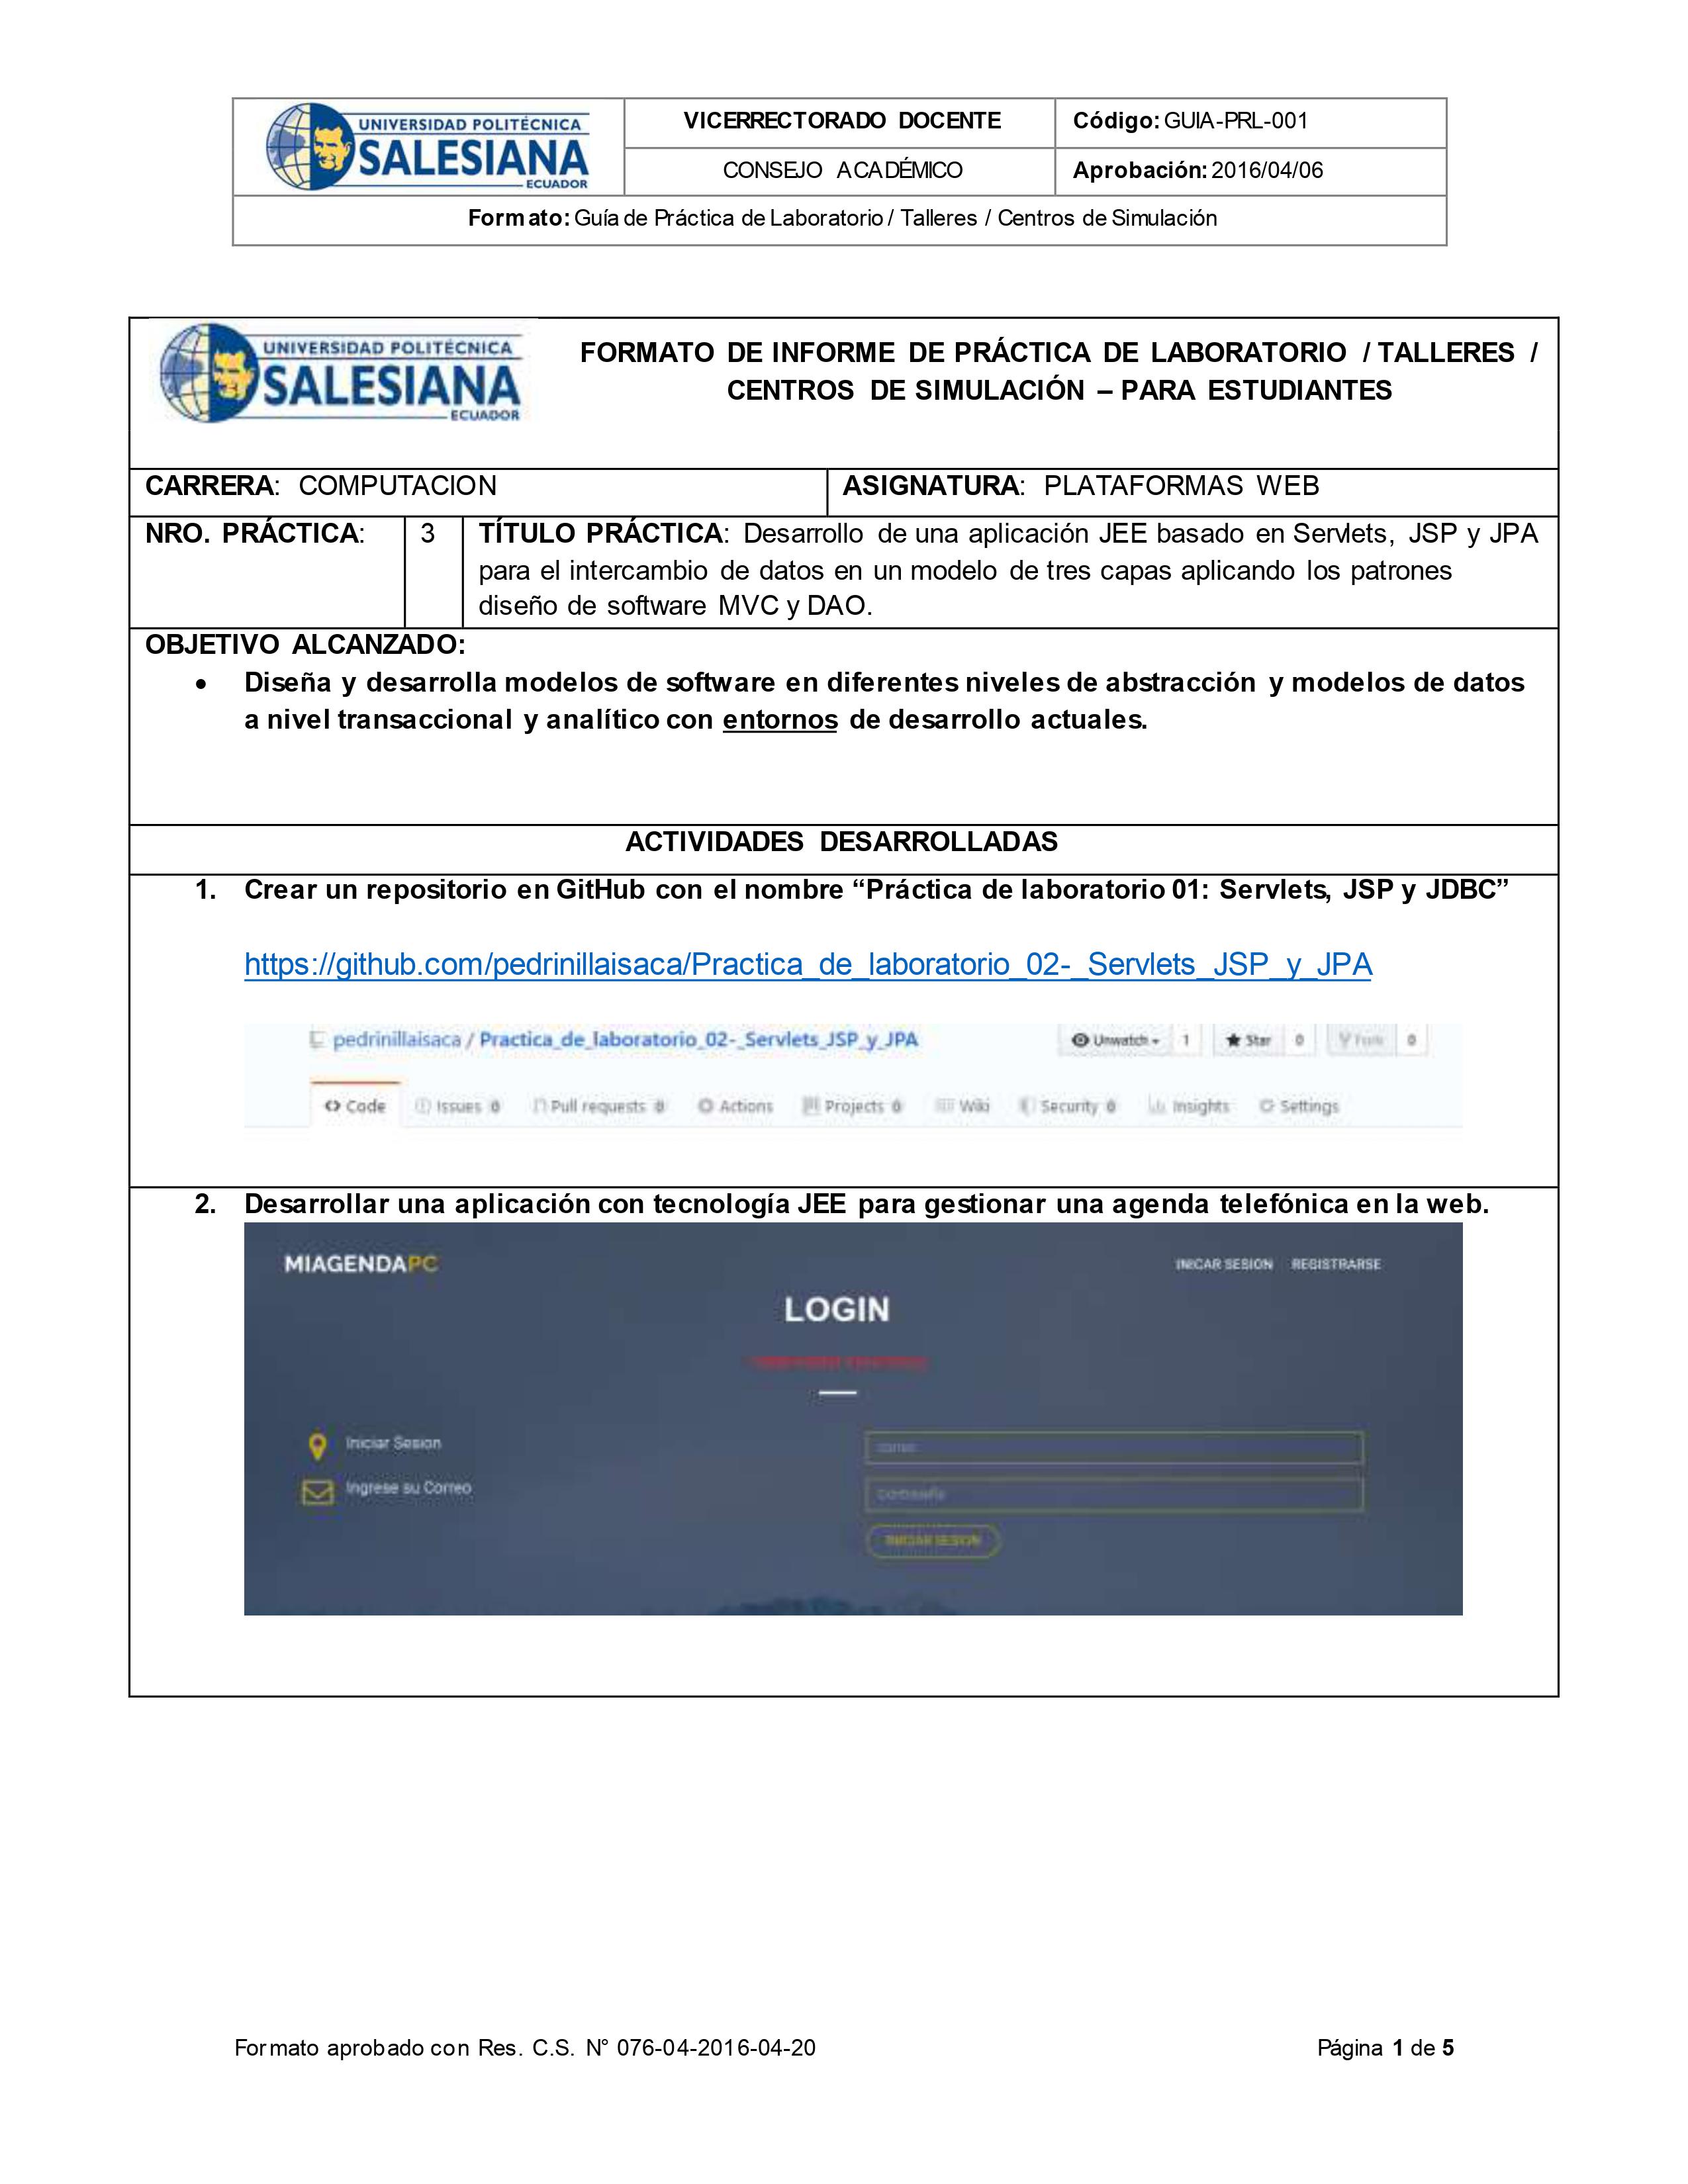 UNIVERSIDAD POLITÉCNICA
SALESIANA
ECUADOR
VICERRECTORADO DOCENTE
Código: GUIA-PRL-001
CONSEJO ACADÉMICO
Aprobación: 2016/04/06
Formato: Guía de Práctica de Laboratorio / Talleres / Centros de Simulación
UNIVERSIDAD POLITÉCNICA
SALESIANA
ECUADOR
FORMATO DE INFORME DE PRÁCTICA DE LABORATORIO / TALLERES /
CENTROS DE SIMULACIÓN – PARA ESTUDIANTES
CARRERA: COMPUTACION
ASIGNATURA: PLATAFORMAS WEB
NRO. PRÁCTICA:
3
TÍTULO PRÁCTICA: Desarrollo de una aplicación JEE basado en Servlets, JSP y JPA
para el intercambio de datos en un modelo de tres capas aplicando los patrones
diseño de software MVC y DAO.
OBJETIVO ALCANZADO:
• Diseña y desarrolla modelos de software en diferentes niveles de abstracción y modelos de datos
a nivel transaccional y analítico con entornos de desarrollo actuales.
ACTIVIDADES DESARROLLADAS
1. Crear un repositorio en GitHub con el nombre “Práctica de laboratorio 01: Servlets, JSP y JDBC”
https://github.com/pedrinillaisaca/Practica_de_laboratorio_02-_Servlets_JSP_y_JPA
pedrinillaisaca / Practica_de_laboratorio_02-_Servlets_JSP_y_JPA
Unwatch 1 Star 0 Fork 0
Code Issues 0 Pull requests 0 Actions Projects 0 Wiki Security 0 Insights Settings
2. Desarrollar una aplicación con tecnología JEE para gestionar una agenda telefónica en la web.
MIAGENDAPC
INICAR SESION REGISTRARSE
LOGIN
Iniciar Sesion
Ingrese su Correo
correo
Contraseña
INICIAR SESION
Formato aprobado con Res. C.S. N° 076-04-2016-04-20
Página 1 de 5